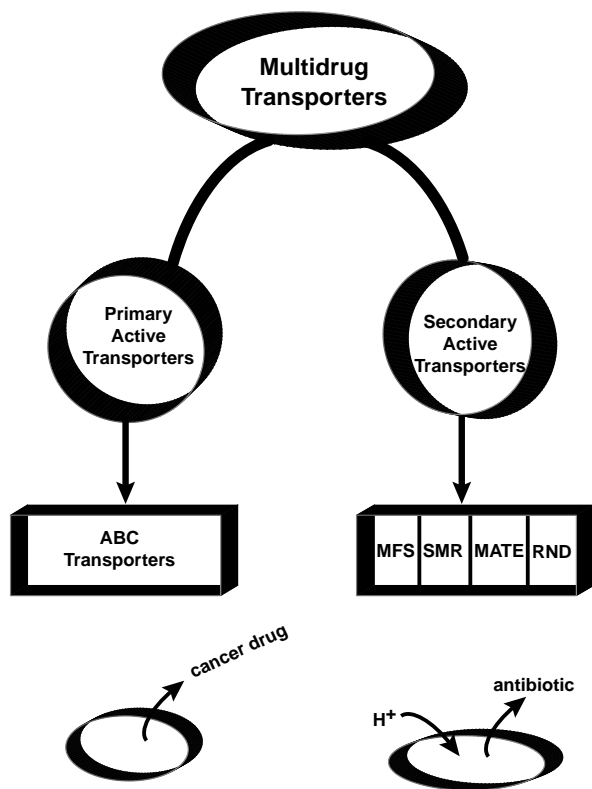 Multidrug
Transporters
Primary
Active
Transporters
Secondary
Active
Transporters
ABC
Transporters
MFS
SMR
MATE
RND
cancer drug
H+
antibiotic